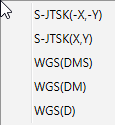 S-JTSK(-X,-Y)
S-JTSK(X,Y)
WGS(DMS)
WGS(DM)
WGS(D)